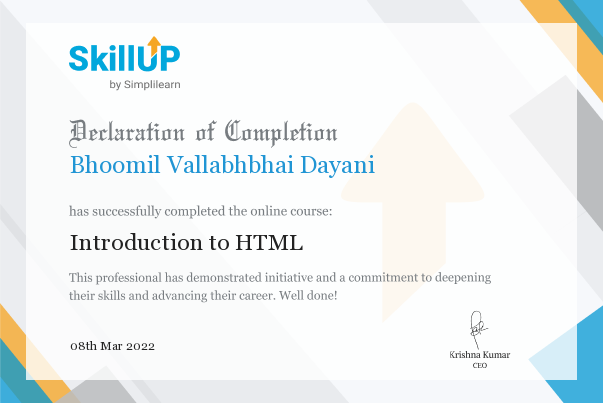 SkillUP
by Simplilearn
Declaration of Completion
Bhoomil Vallabhbhai Dayani
has successfully completed the online course:
Introduction to HTML
This professional has demonstrated initiative and a commitment to deepening
their skills and advancing their career. Well done!
08th Mar 2022
Krishna Kumar
CEO